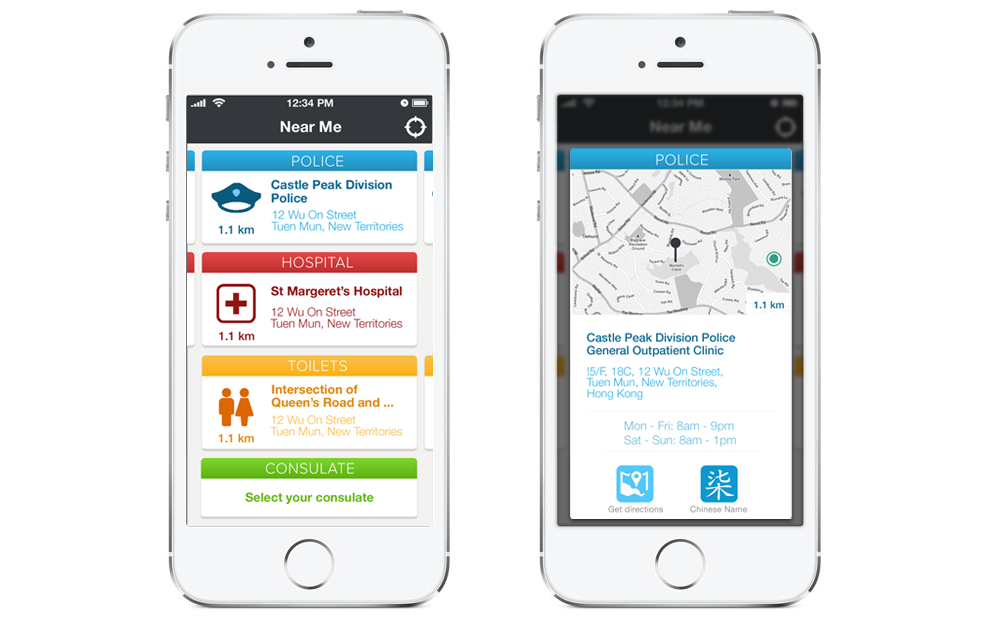 12:34 PM
Near Me
POLICE
Castle Peak Division
Police
12 Wu On Street
Tuen Mun, New Territories
1.1 km
HOSPITAL
St Margeret's Hospital
12 Wu On Street
Tuen Mun, New Territories
1.1 km
TOILETS
Intersection of
Queen's Road and ...
12 Wu On Street
Tuen Mun, New Territories
1.1 km
CONSULATE
Select your consulate
12:34 PM
Near Me
POLICE
1.1 km
Castle Peak Division Police
General Outpatient Clinic
!5/F, 18C, 12 Wu On Street,
Tuen Mun, New Territories,
Hong Kong
Mon - Fri: 8am - 9pm
Sat - Sun: 8am - 1pm
柒
Get directions
Chinese Name